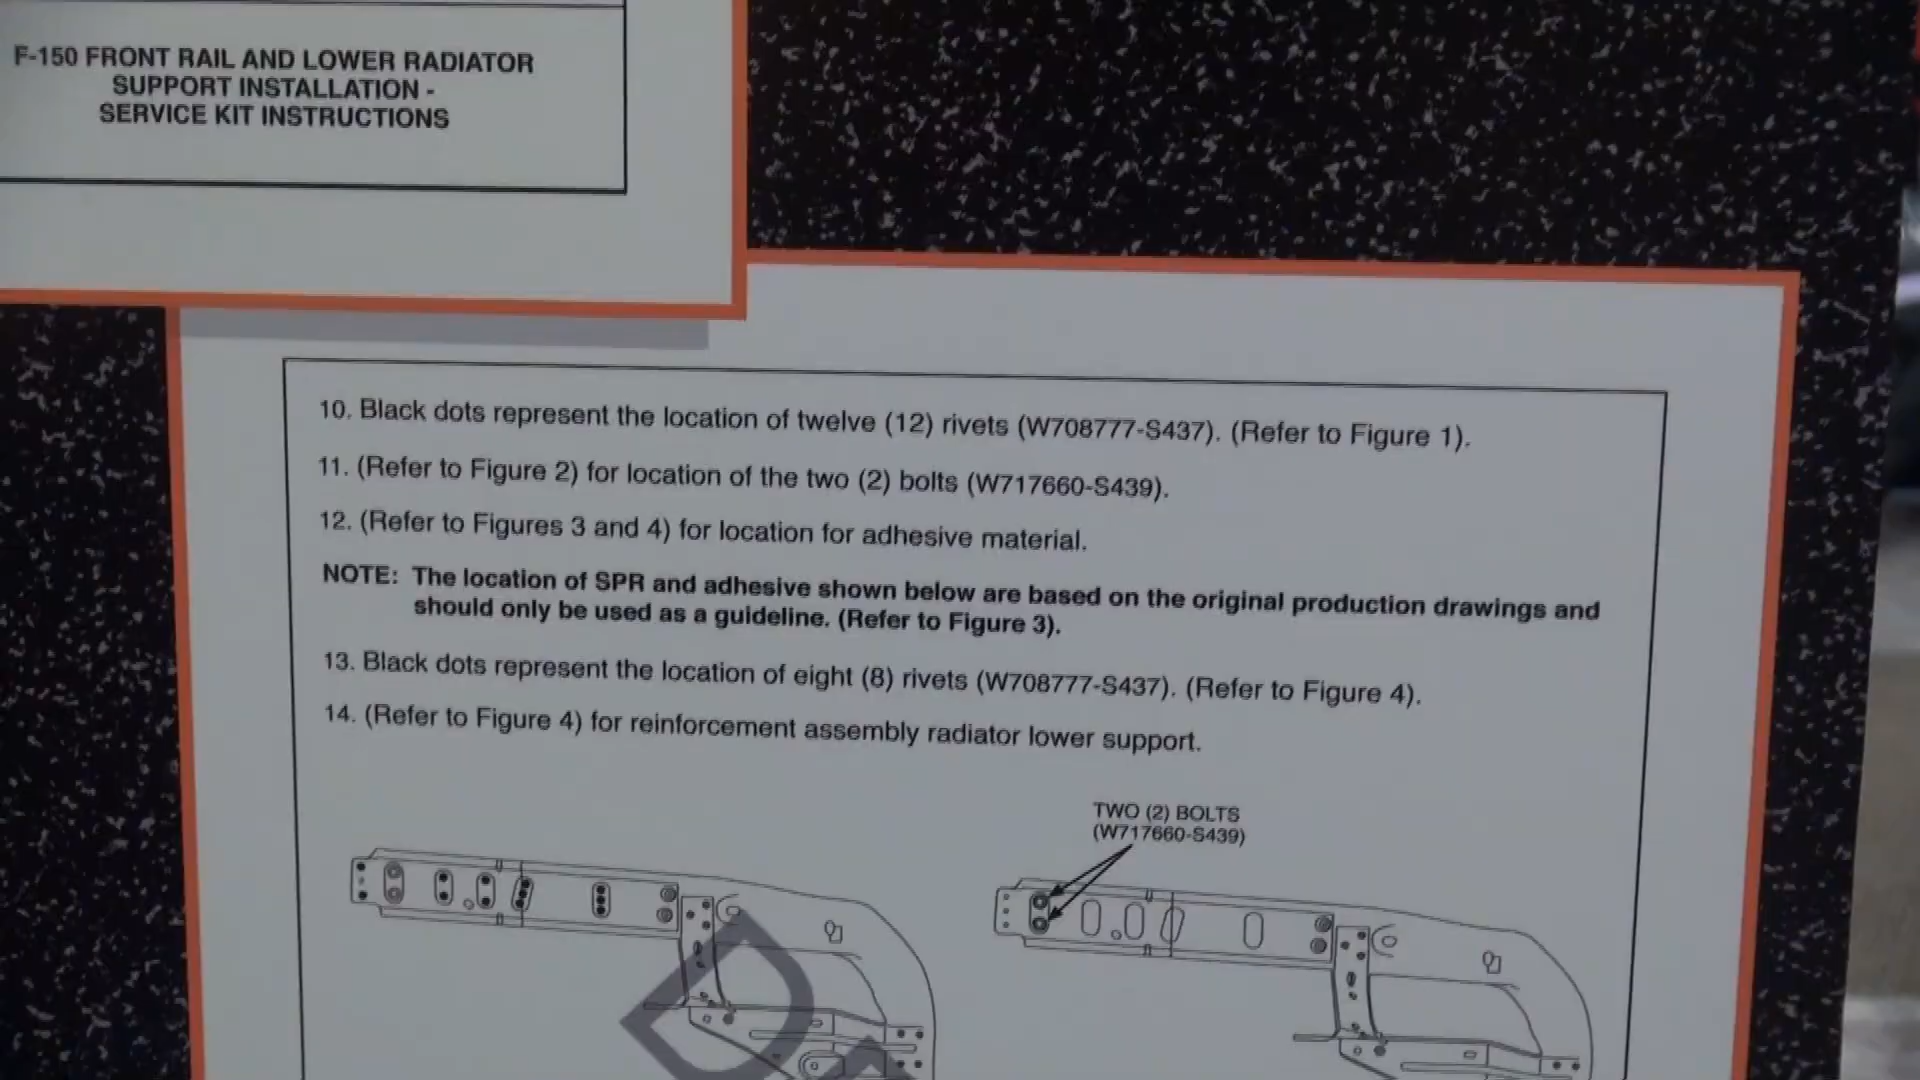 F-150 FRONT RAIL AND LOWER RADIATOR
SUPPORT INSTALLATION -
SERVICE KIT INSTRUCTIONS
10. Black dots represent the location of twelve (12) rivets (W708777-S437). (Refer to Figure 1).
11. (Refer to Figure 2) for location of the two (2) bolts (W717660-S439).
12. (Refer to Figures 3 and 4) for location for adhesive material.
NOTE: The location of SPR and adhesive shown below are based on the original production drawings and
should only be used as a guideline. (Refer to Figure 3).
13. Black dots represent the location of eight (8) rivets (W708777-S437). (Refer to Figure 4).
14. (Refer to Figure 4) for reinforcement assembly radiator lower support.
TWO (2) BOLTS
(W717660-S439)